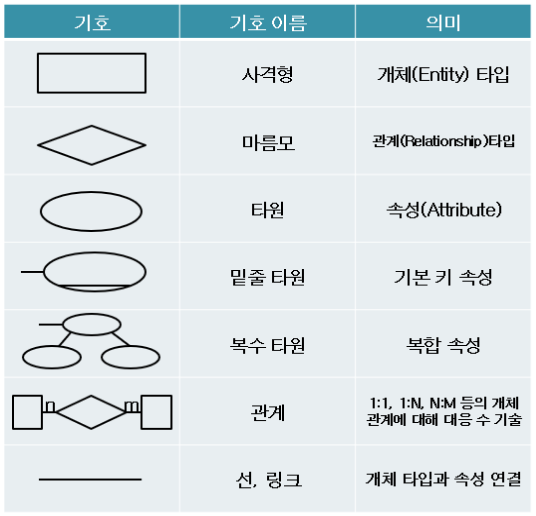 기호 기호 이름 의미
사각형 개체(Entity) 타입
마름모 관계(Relationship)타입
타원 속성(Attribute)
밑줄 타원 기본 키 속성
복수 타원 복합 속성
n m 관계 1:1, 1:N, N:M 등의 개체
관계에 대해 대응 수 기술
선, 링크 개체 타입과 속성 연결